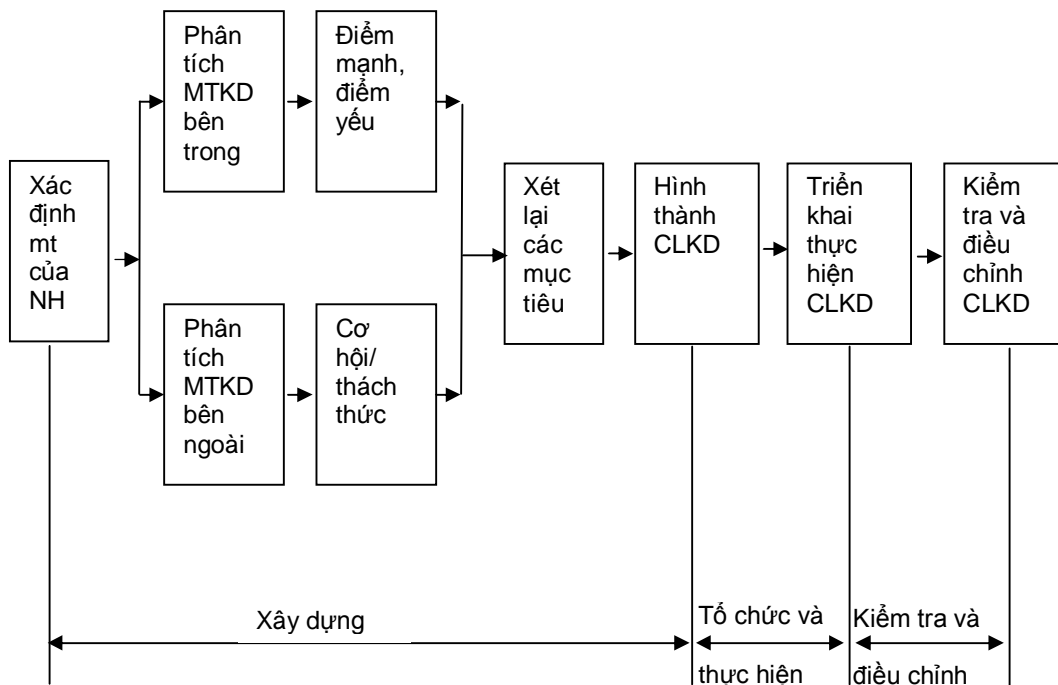 Xác
định
mt
của
NH
Phân
tích
MTKD
bên
trong
Điểm
mạnh,
điểm
yếu
Phân
tích
MTKD
bên
ngoài
Cơ
hội/
thách
thức
Xét
lại
các
mục
tiêu
Hình
thành
CLKD
Triển
khai
thực
hiện
CLKD
Kiểm
tra và
điều
chỉnh
CLKD
Xây dựng
Tổ chức và
thực hiện
Kiểm tra và
điều chỉnh